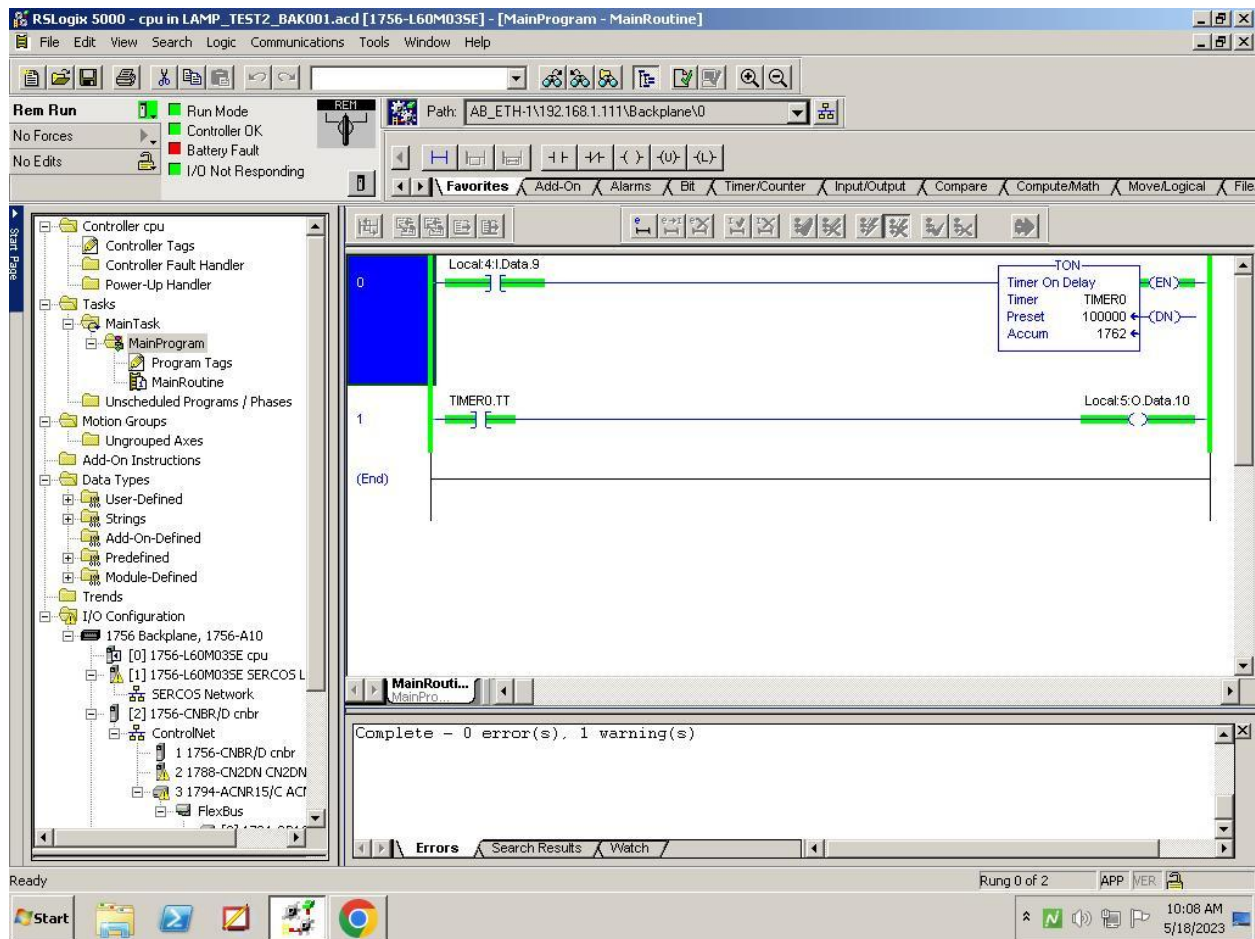 RSLogix 5000 - cpu in LAMP_TEST2_BAK001.acd [1756-L60M03SE] - [MainProgram - MainRoutine]
File Edit View Search Logic Communications Tools Window Help
Rem Run
No Forces
No Edits
Run Mode
Controller OK
Battery Fault
I/O Not Responding
REM
Path: AB_ETH-1\192.168.1.111\Backplane\0
Favorites Add-On Alarms Bit Timer/Counter Input/Output Compare Compute/Math Move/Logical File
Start Page
Controller cpu
Controller Tags
Controller Fault Handler
Power-Up Handler
Tasks
MainTask
MainProgram
Program Tags
MainRoutine
Unscheduled Programs / Phases
Motion Groups
Ungrouped Axes
Add-On Instructions
Data Types
User-Defined
Strings
Add-On-Defined
Predefined
Module-Defined
Trends
I/O Configuration
1756 Backplane, 1756-A10
[0] 1756-L60M03SE cpu
[1] 1756-L60M03SE SERCOS L
SERCOS Network
[2] 1756-CNBR/D cnbr
ControlNet
1 1756-CNBR/D cnbr
2 1788-CN2DN CN2DN
3 1794-ACNR15/C ACI
FlexBus
0
Local:4:I.Data.9
TON
Timer On Delay
Timer TIMER0
Preset 100000
Accum 1762
(EN)
(DN)
1
TIMER0.TT
Local:5:O.Data.10
(End)
MainRouti...
MainPro...
Complete - 0 error(s), 1 warning(s)
Errors Search Results Watch
Ready
Rung 0 of 2
APP VER
Start
10:08 AM
5/18/2023